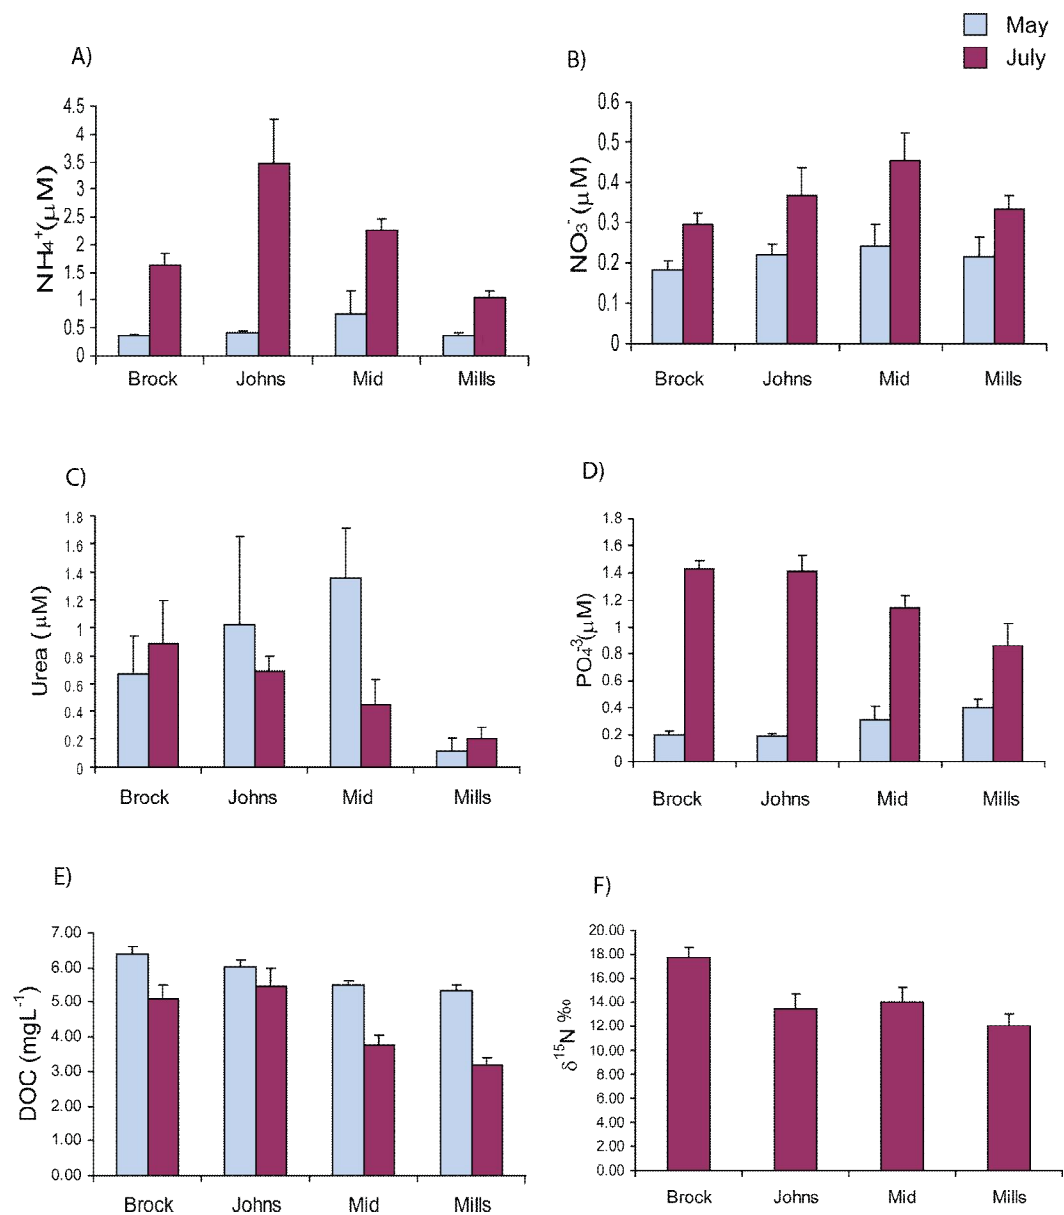 May
July
A)
NH₄⁺(μM)
4.5
4
3.5
3
2.5
2
1.5
1
0.5
0
Brock Johns Mid Mills
B)
NO₃⁻ (μM)
0.6
0.5
0.4
0.3
0.2
0.1
0
Brock Johns Mid Mills
C)
Urea (μM)
1.8
1.6
1.4
1.2
1
0.8
0.6
0.4
0.2
0
Brock Johns Mid Mills
D)
PO₄⁻³(μM)
1.8
1.6
1.4
1.2
1
0.8
0.6
0.4
0.2
0
Brock Johns Mid Mills
E)
DOC (mgL⁻¹)
7.00
6.00
5.00
4.00
3.00
2.00
1.00
0.00
Brock Johns Mid Mills
F)
δ¹⁵N ‰
20.00
18.00
16.00
14.00
12.00
10.00
8.00
6.00
4.00
2.00
0.00
Brock Johns Mid Mills